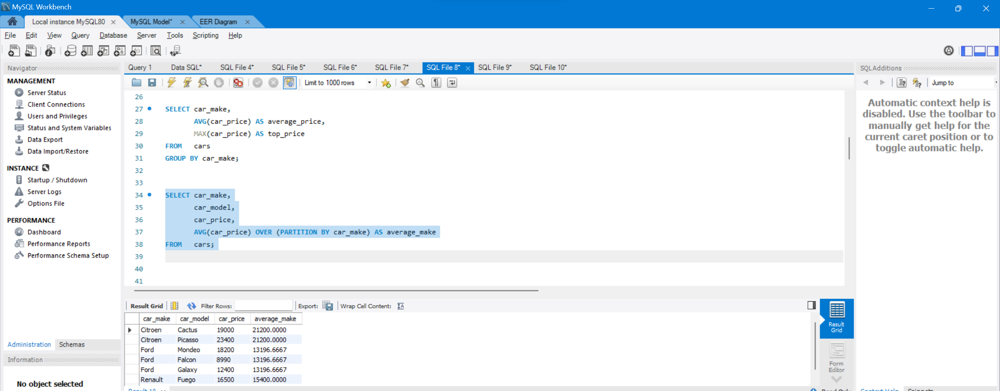 MySQL Workbench
Local instance MySQL80
MySQL Model*
EER Diagram
File Edit View Query Database Server Tools Scripting Help
Navigator
MANAGEMENT
Server Status
Client Connections
Users and Privileges
Status and System Variables
Data Export
Data Import/Restore
INSTANCE
Startup / Shutdown
Server Logs
Options File
PERFORMANCE
Dashboard
Performance Reports
Performance Schema Setup
Administration Schemas
Information
No object selected
Query 1 Data SQL* SQL File 4* SQL File 5* SQL File 6* SQL File 7* SQL File 8* SQL File 9* SQL File 10*
Limit to 1000 rows
26
27 SELECT car_make,
28 AVG(car_price) AS average_price,
29 MAX(car_price) AS top_price
30 FROM cars
31 GROUP BY car_make;
32
33
34 SELECT car_make,
35 car_model,
36 car_price,
37 AVG(car_price) OVER (PARTITION BY car_make) AS average_make
38 FROM cars;
39
40
41
Result Grid Filter Rows: Export: Wrap Cell Content:
car_make car_model car_price average_make
Citroen Cactus 19000 21200.0000
Citroen Picasso 23400 21200.0000
Ford Mondeo 18200 13196.6667
Ford Falcon 8990 13196.6667
Ford Galaxy 12400 13196.6667
Renault Fuego 16500 15400.0000
Result
Grid
Form
Editor
SQLAdditions
Jump to
Automatic context help is
disabled. Use the toolbar to
manually get help for the
current caret position or to
toggle automatic help.
Read Only
Context Help Snippets